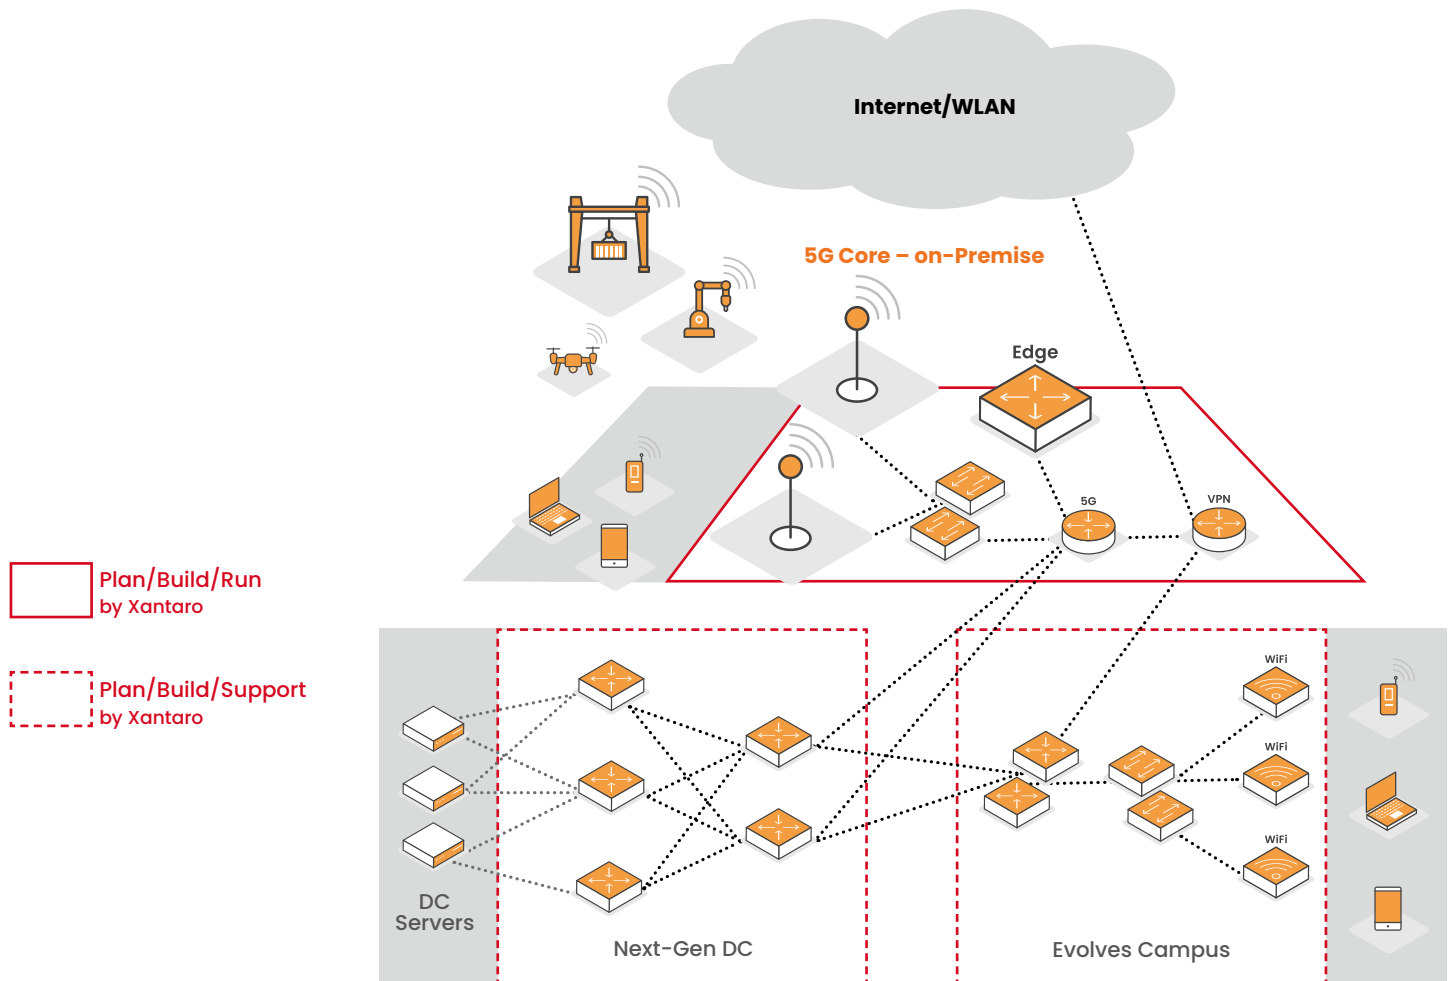 Internet/WLAN
5G Core – on-Premise
Edge
5G
VPN
Plan/Build/Run
by Xantaro
Plan/Build/Support
by Xantaro
WiFi
WiFi
WiFi
DC
Servers
Next-Gen DC
Evolves Campus